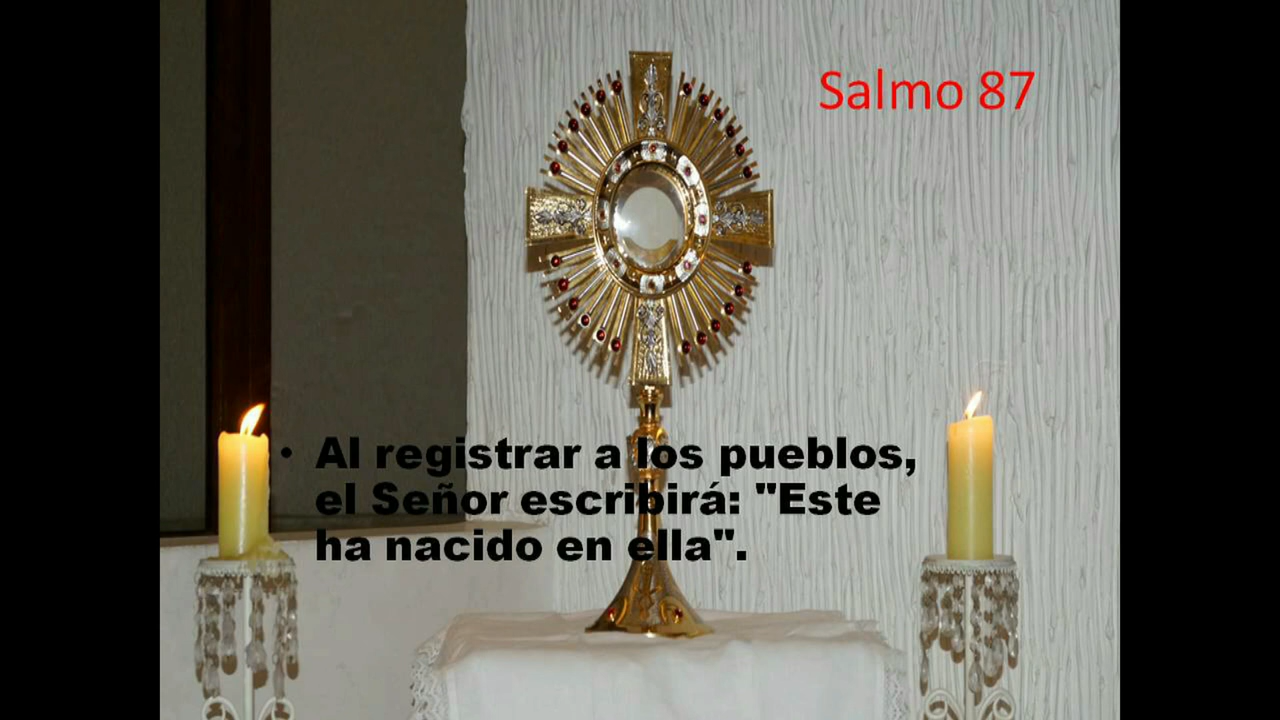 Salmo 87
• Al registrar a los pueblos,
el Señor escribirá: "Este
ha nacido en ella".